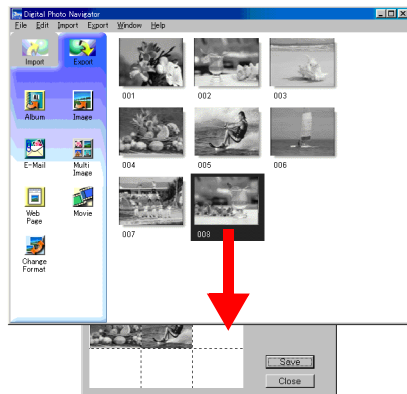 Digital Photo Navigator
File Edit Import Export Window Help
Import Export
001 002 003
Album Image
004 005 006
E-Mail Multi Image
Web Page Movie
007 008
Change Format
Save
Close